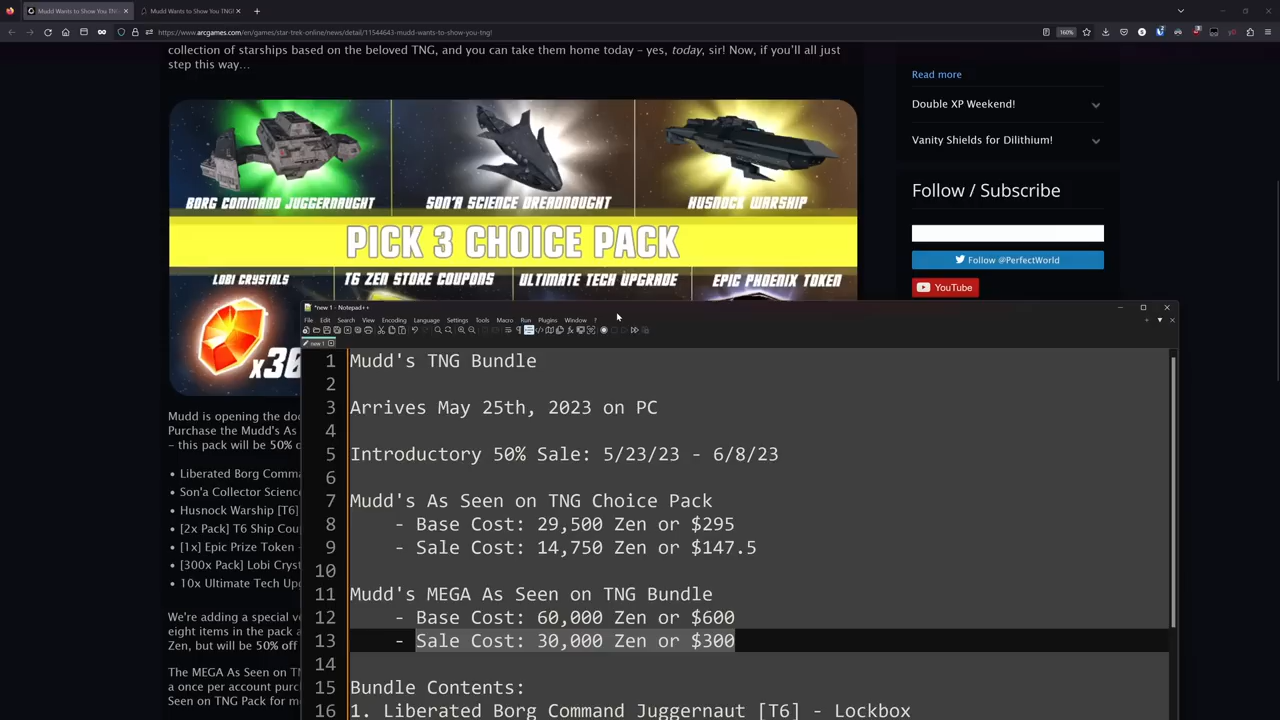 Mudd Wants to Show You TNG!
Mudd Wants to Show You TNG!
https://www.arcgames.com/en/games/star-trek-online/news/detail/11544643-mudd-wants-to-show-you-tng!
160%
collection of starships based on the beloved TNG, and you can take them home today – yes, today, sir! Now, if you'll all just
step this way…
Read more
Double XP Weekend!
Vanity Shields for Dilithium!
BORG COMMAND JUGGERNAUGHT
SON'A SCIENCE DREADNOUGHT
HUSNOCK WARSHIP
Follow / Subscribe
PICK 3 CHOICE PACK
Follow @PerfectWorld
LOBI CRYSTALS
T6 ZEN STORE COUPONS
ULTIMATE TECH UPGRADE
EPIC PHOENIX TOKEN
YouTube
x30
*new 1 - Notepad++
File Edit Search View Encoding Language Settings Tools Macro Run Plugins Window ?
new 1
1 Mudd's TNG Bundle
2
3 Arrives May 25th, 2023 on PC
4
5 Introductory 50% Sale: 5/23/23 - 6/8/23
6
7 Mudd's As Seen on TNG Choice Pack
8 - Base Cost: 29,500 Zen or $295
9 - Sale Cost: 14,750 Zen or $147.5
10
11 Mudd's MEGA As Seen on TNG Bundle
12 - Base Cost: 60,000 Zen or $600
13 - Sale Cost: 30,000 Zen or $300
14
15 Bundle Contents:
16 1. Liberated Borg Command Juggernaut [T6] - Lockbox
Mudd is opening the doo
Purchase the Mudd's As
– this pack will be 50% o
• Liberated Borg Comma
• Son'a Collector Science
• Husnock Warship [T6]
• [2x Pack] T6 Ship Cou
• [1x] Epic Prize Token -
• [300x Pack] Lobi Cryst
• 10x Ultimate Tech Up
We're adding a special v
eight items in the pack a
Zen, but will be 50% off
The MEGA As Seen on TN
a once per account purc
Seen on TNG Pack for m